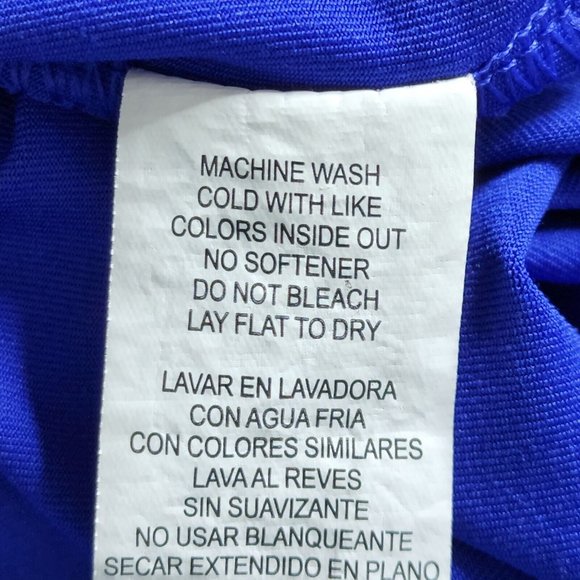 MACHINE WASH
COLD WITH LIKE
COLORS INSIDE OUT
NO SOFTENER
DO NOT BLEACH
LAY FLAT TO DRY
LAVAR EN LAVADORA
CON AGUA FRIA
CON COLORES SIMILARES
LAVA AL REVES
SIN SUAVIZANTE
NO USAR BLANQUEANTE
SECAR EXTENDIDO EN PLANO